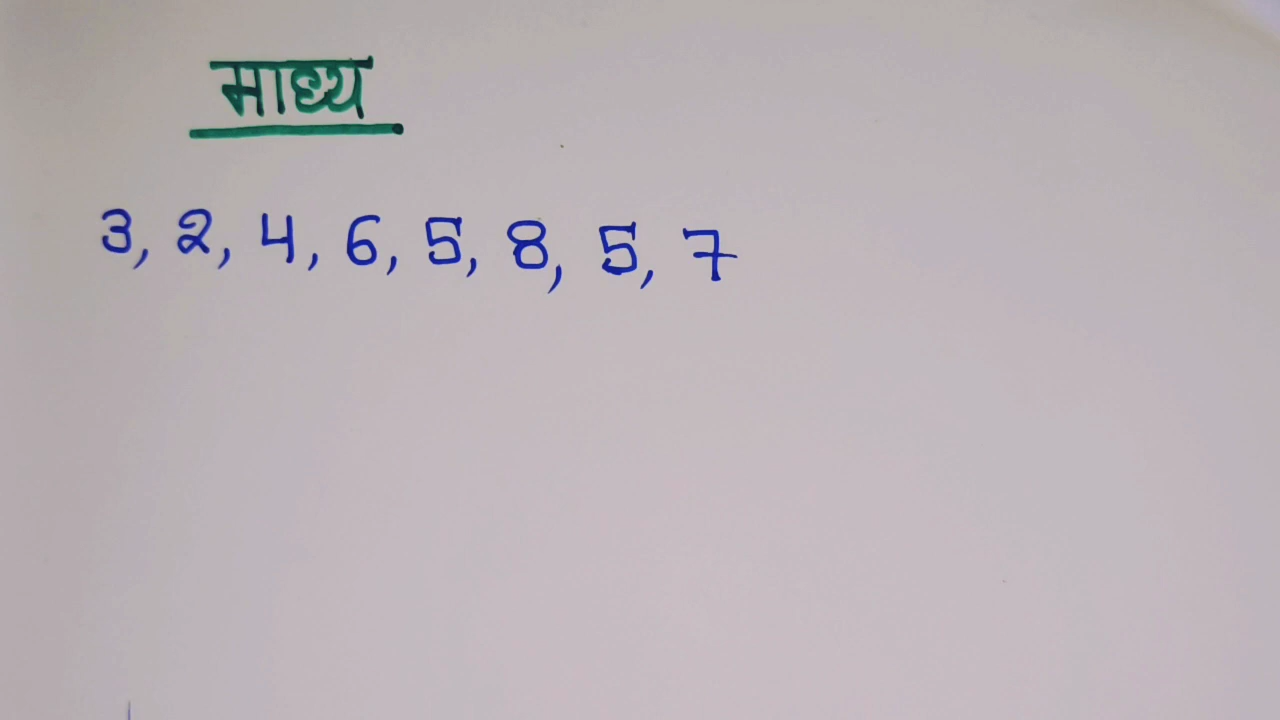 माध्य
3, 2, 4, 6, 5, 8, 5, 7